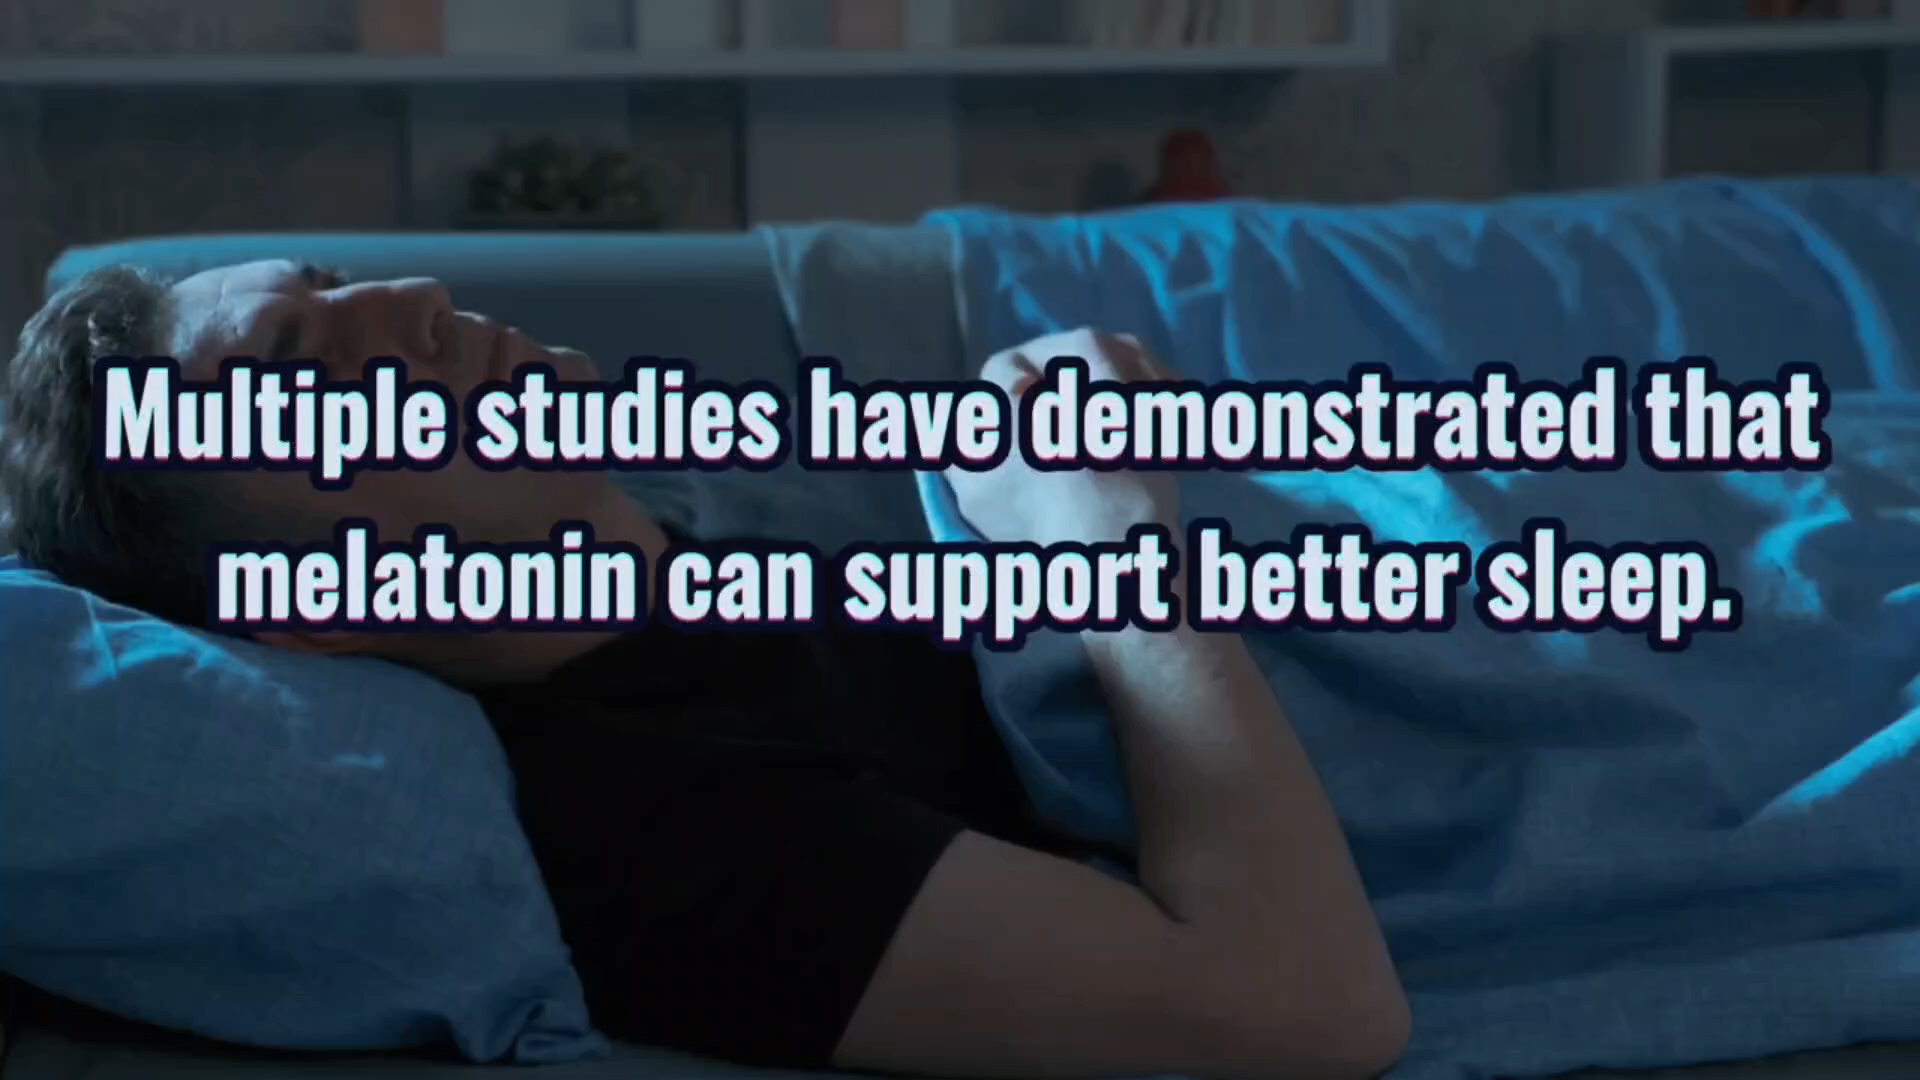 Multiple studies have demonstrated that
melatonin can support better sleep.